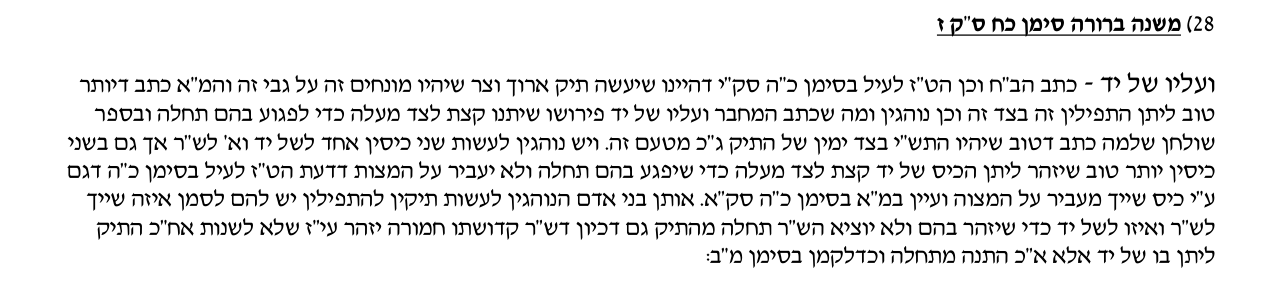 28) משנה ברורה סימן כח ס"ק ז
ועליו של יד - כתב הב"ח וכן הט"ז לעיל בסימן כ"ה סק"י דהיינו שיעשה תיק ארוך וצר שיהיו מונחים זה על גבי זה והמ"א כתב דיותר
טוב ליתן התפילין זה בצד זה וכן נוהגין ומה שכתב המחבר ועליו של יד פירושו שיתנו קצת לצד מעלה כדי לפגוע בהם תחלה ובספר
שולחן שלמה כתב דטוב שיהיו התש"י בצד ימין של התיק ג"כ מטעם זה. ויש נוהגין לעשות שני כיסין אחד לשל יד וא' לש"ר אך גם בשני
כיסין יותר טוב שיזהר ליתן הכיס של יד קצת לצד מעלה כדי שיפגע בהם תחלה ולא יעביר על המצות דדעת הט"ז לעיל בסימן כ"ה דגם
ע"י כיס שייך מעביר על המצוה ועיין במ"א בסימן כ"ה סק"א. אותן בני אדם הנוהגין לעשות תיקין להתפילין יש להם לסמן איזה שייך
לש"ר ואיזו לשל יד כדי שיזהר בהם ולא יוציא הש"ר תחלה מהתיק גם דכיון דש"ר קדושתו חמורה יזהר עי"ז שלא לשנות אח"כ התיק
ליתן בו של יד אלא א"כ התנה מתחלה וכדלקמן בסימן מ"ב: